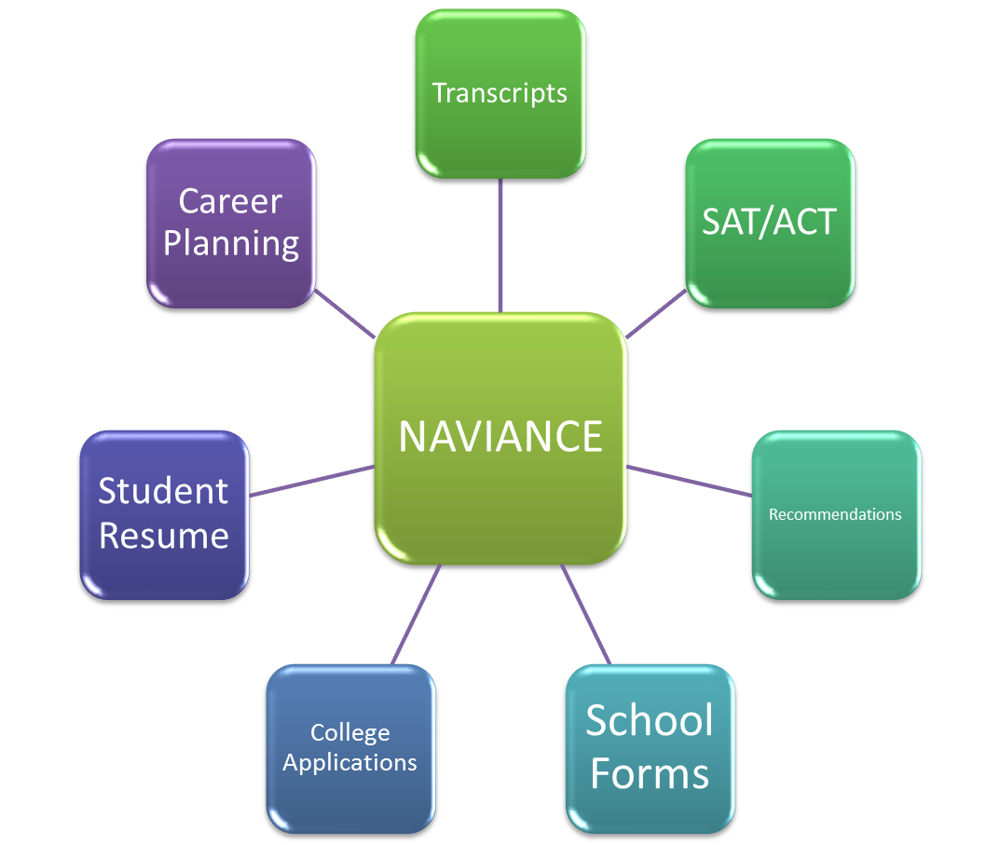 Transcripts
Career
Planning
SAT/ACT
NAVIANCE
Student
Resume
Recommendations
College
Applications
School
Forms